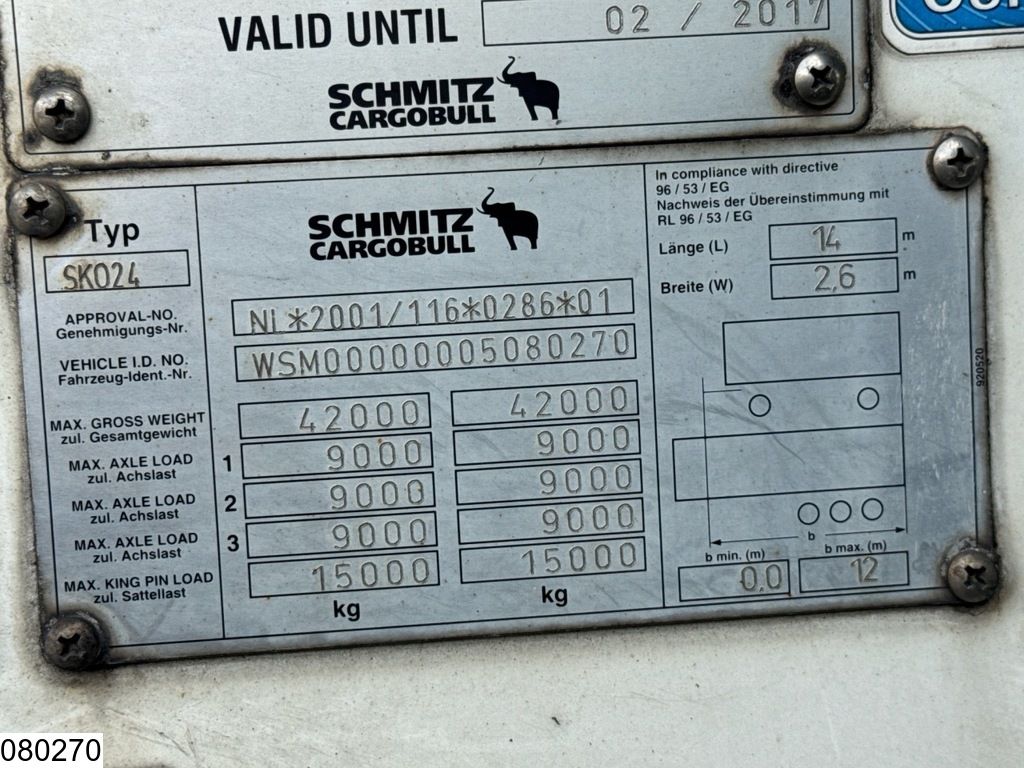 VALID UNTIL 02 / 2017
SCHMITZ
CARGOBULL
Typ
SKO24
SCHMITZ
CARGOBULL
In compliance with directive
96 / 53 / EG
Nachweis der Übereinstimmung mit
RL 96 / 53 / EG
Länge (L) 14 m
Breite (W) 2,6 m
APPROVAL-NO. NL*2001/116*0286*01
Genehmigungs-Nr.
VEHICLE I.D. NO. WSM00000005080270
Fahrzeug-Ident.-Nr.
MAX. GROSS WEIGHT 42000 42000
zul. Gesamtgewicht
MAX. AXLE LOAD 1 9000 9000
zul. Achslast
MAX. AXLE LOAD 2 9000 9000
zul. Achslast
MAX. AXLE LOAD 3 9000 9000
zul. Achslast
MAX. KING PIN LOAD 15000 15000
zul. Sattellast
kg kg
b
b min. (m) b max. (m)
0,0 12
920520
080270